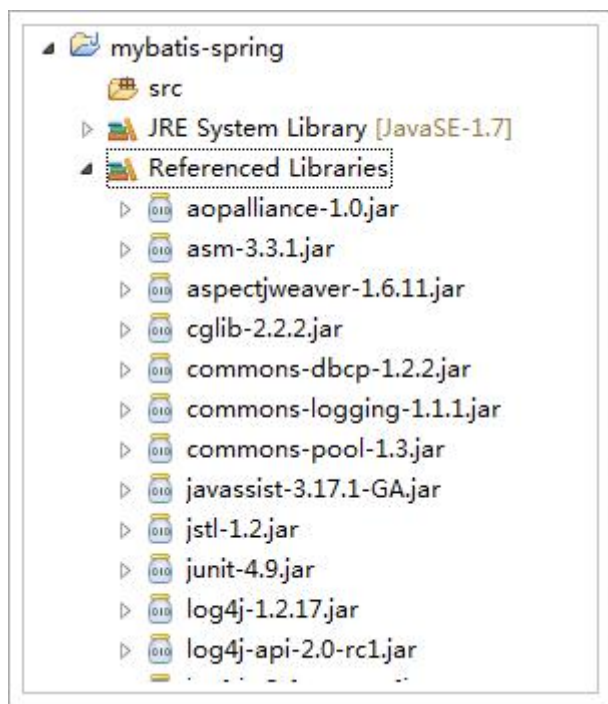 mybatis-spring
src
JRE System Library [JavaSE-1.7]
Referenced Libraries
aopalliance-1.0.jar
asm-3.3.1.jar
aspectjweaver-1.6.11.jar
cglib-2.2.2.jar
commons-dbcp-1.2.2.jar
commons-logging-1.1.1.jar
commons-pool-1.3.jar
javassist-3.17.1-GA.jar
jstl-1.2.jar
junit-4.9.jar
log4j-1.2.17.jar
log4j-api-2.0-rc1.jar